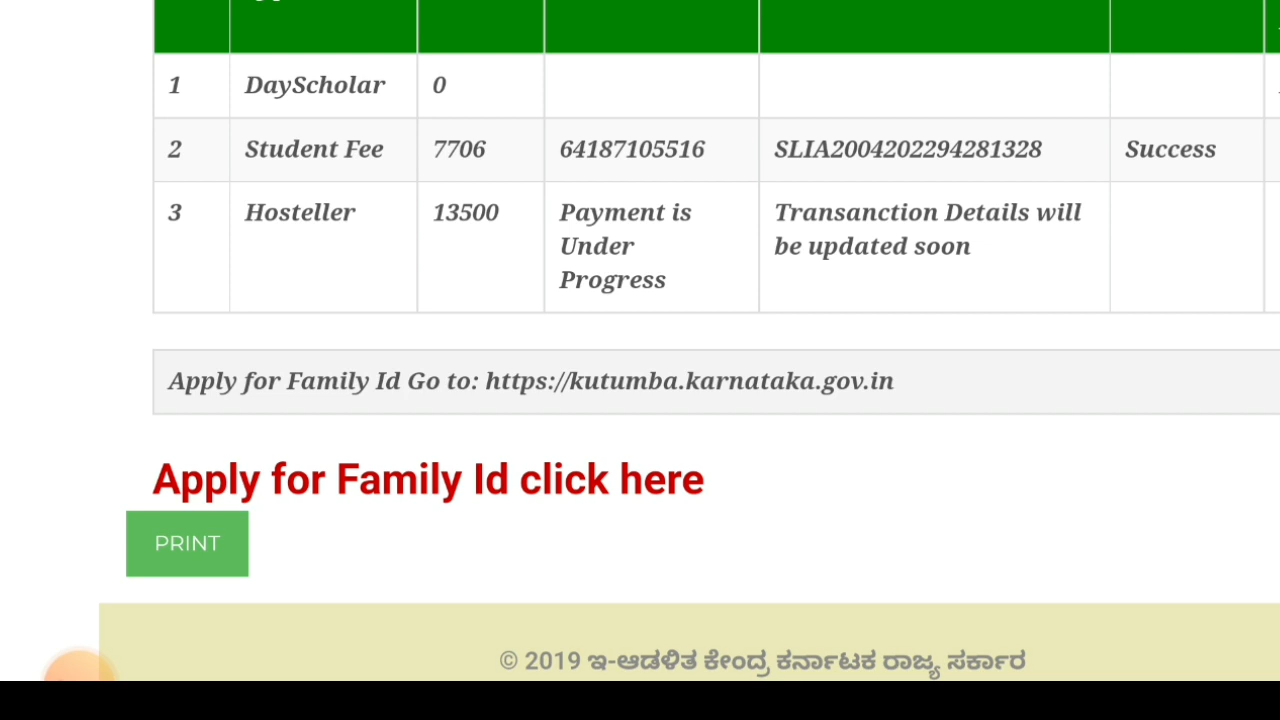 1 DayScholar 0
2 Student Fee 7706 64187105516 SLIA2004202294281328 Success
3 Hosteller 13500 Payment is Transanction Details will
Under be updated soon
Progress
Apply for Family Id Go to: https://kutumba.karnataka.gov.in
Apply for Family Id click here
PRINT
© 2019 ಇ-ಆಡಳಿತ ಕೇಂದ್ರ ಕರ್ನಾಟಕ ರಾಜ್ಯ ಸರ್ಕಾರ